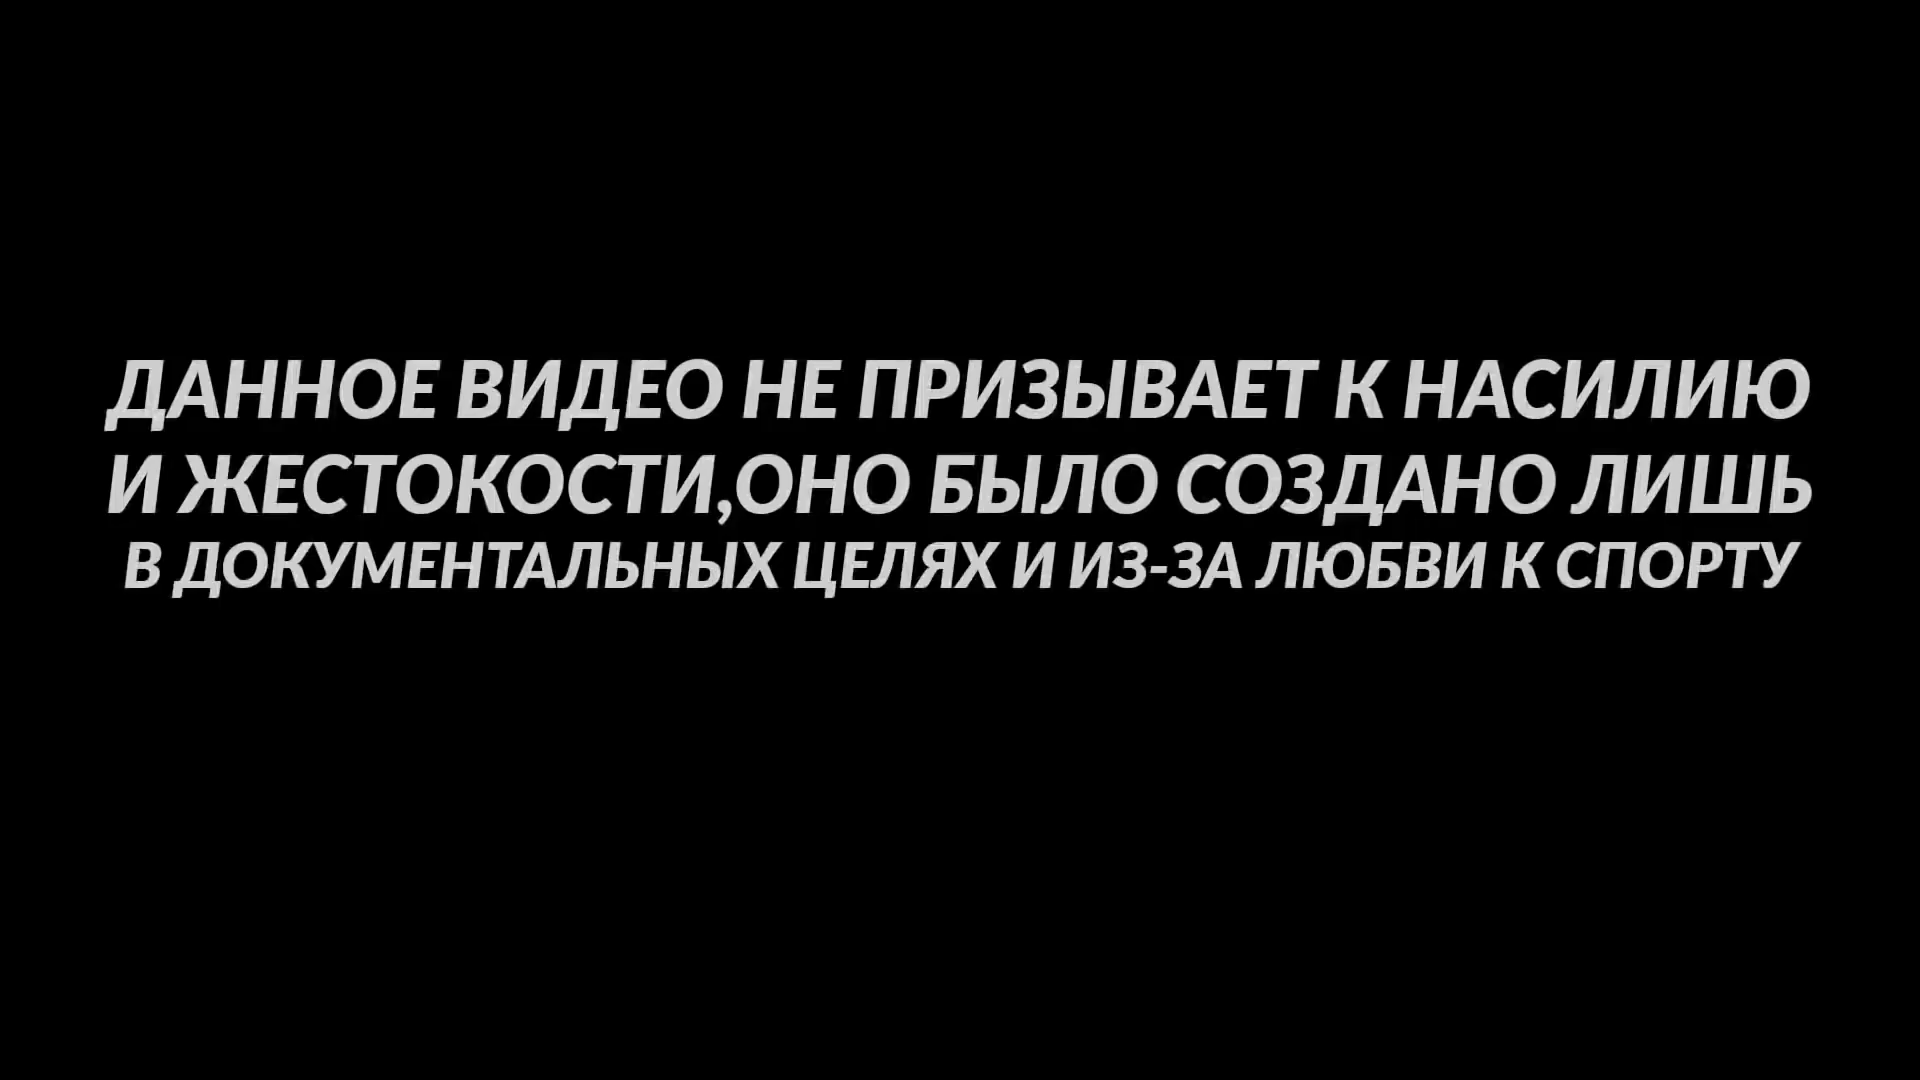 ДАННОЕ ВИДЕО НЕ ПРИЗЫВАЕТ К НАСИЛИЮ
И ЖЕСТОКОСТИ,ОНО БЫЛО СОЗДАНО ЛИШЬ
В ДОКУМЕНТАЛЬНЫХ ЦЕЛЯХ И ИЗ-ЗА ЛЮБВИ К СПОРТУ